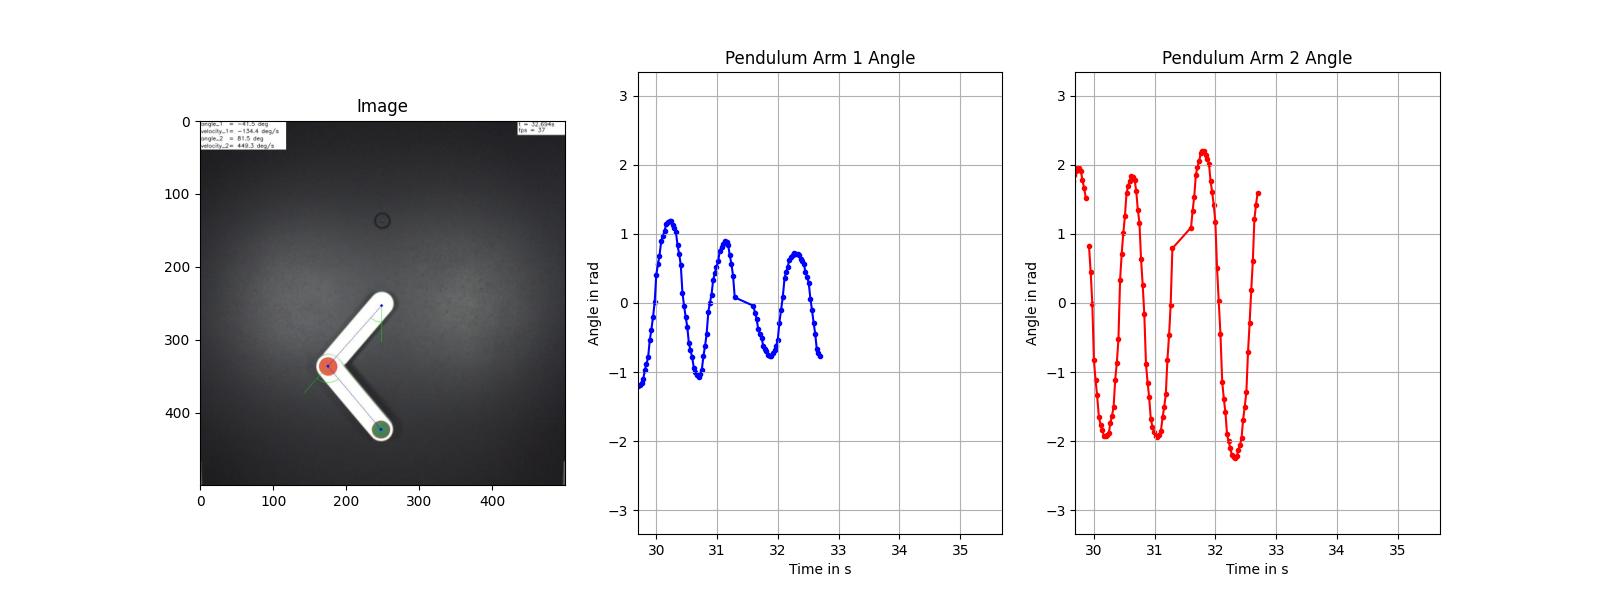 Image
angle_1 = -41.5 deg
velocity_1= -134.4 deg/s
angle_2 = 81.5 deg
velocity_2= 449.3 deg/s
t = 32.694s
fps = 37
0
100
200
300
400
0 100 200 300 400
Pendulum Arm 1 Angle
Angle in rad
3
2
1
0
−1
−2
−3
30 31 32 33 34 35
Time in s
Pendulum Arm 2 Angle
Angle in rad
3
2
1
0
−1
−2
−3
30 31 32 33 34 35
Time in s